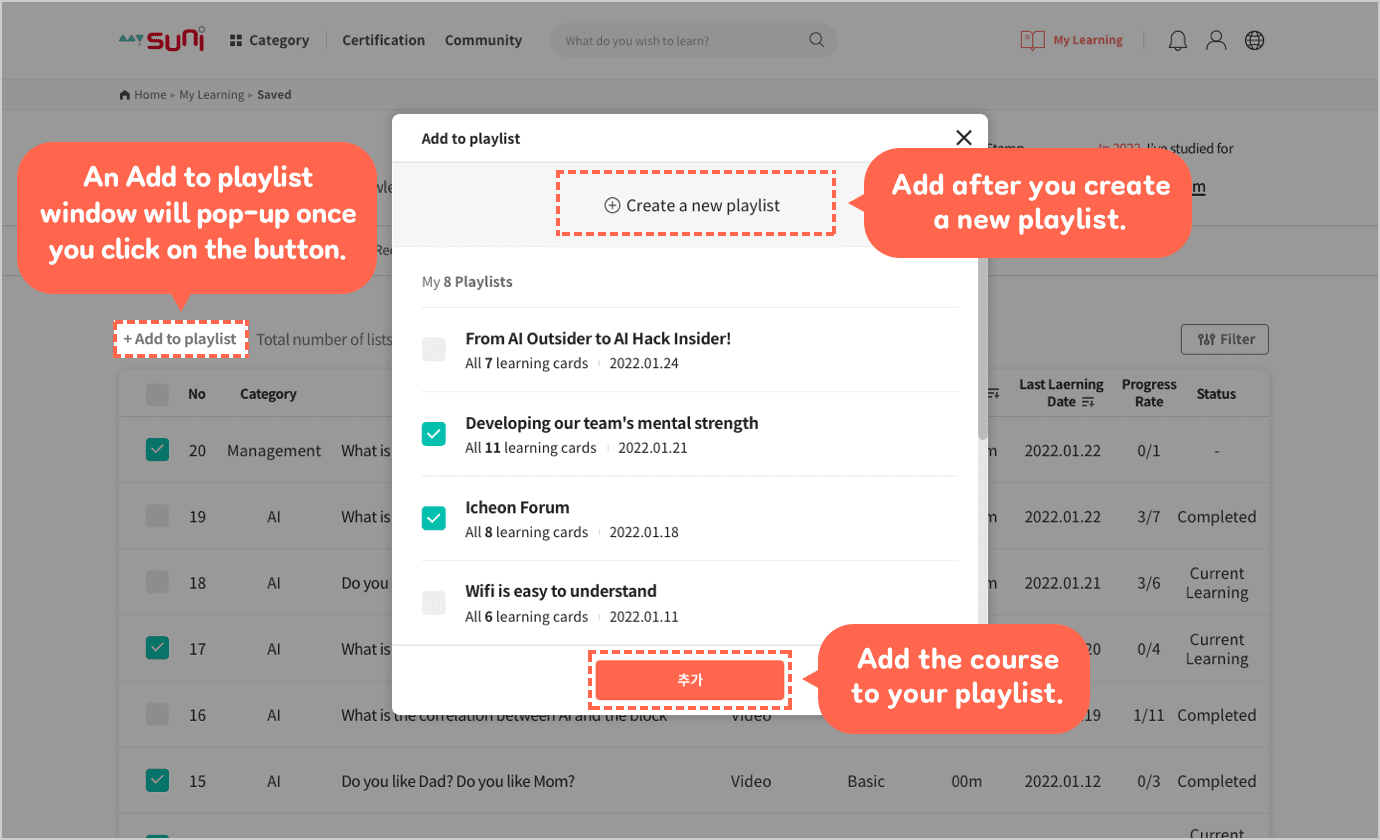 mySUNI
Category
Certification
Community
What do you wish to learn?
My Learning
Home ▸ My Learning ▸ Saved
Add to playlist
In 2022, I've studied for
An Add to playlist
window will pop-up once
you click on the button.
⊕ Create a new playlist
Add after you create
a new playlist.
My 8 Playlists
+ Add to playlist
Total number of lists
Filter
From AI Outsider to AI Hack Insider!
All 7 learning cards
2022.01.24
Developing our team's mental strength
All 11 learning cards
2022.01.21
Icheon Forum
All 8 learning cards
2022.01.18
Wifi is easy to understand
All 6 learning cards
2022.01.11
추가
Add the course
to your playlist.
No
Category
Last Laerning
Date
Progress
Rate
Status
20 Management What is m 2022.01.22 0/1 -
19 AI What is m 2022.01.22 3/7 Completed
18 AI Do you m 2022.01.21 3/6 Current
Learning
17 AI What is 20 0/4 Current
Learning
16 AI What is the correlation between AI and the block Video 19 1/11 Completed
15 AI Do you like Dad? Do you like Mom? Video Basic 00m 2022.01.12 0/3 Completed
Current